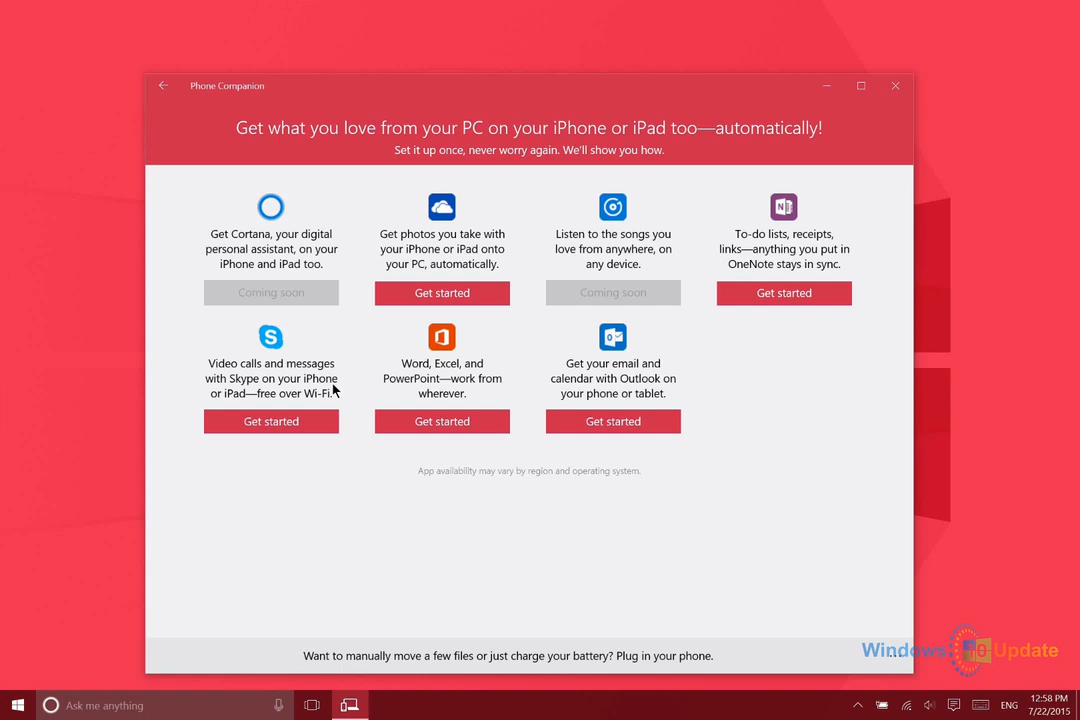 Phone Companion
Get what you love from your PC on your iPhone or iPad too—automatically!
Set it up once, never worry again. We'll show you how.
Get Cortana, your digital
personal assistant, on your
iPhone and iPad too.
Coming soon
Get photos you take with
your iPhone or iPad onto
your PC, automatically.
Get started
Listen to the songs you
love from anywhere, on
any device.
Coming soon
N
To-do lists, receipts,
links—anything you put in
OneNote stays in sync.
Get started
S
Video calls and messages
with Skype on your iPhone
or iPad—free over Wi-Fi.
Get started
Word, Excel, and
PowerPoint—work from
wherever.
Get started
Get your email and
calendar with Outlook on
your phone or tablet.
Get started
App availability may vary by region and operating system.
Want to manually move a few files or just charge your battery? Plug in your phone.
...
Windows 10 Update
Ask me anything
ENG
12:58 PM
7/22/2015